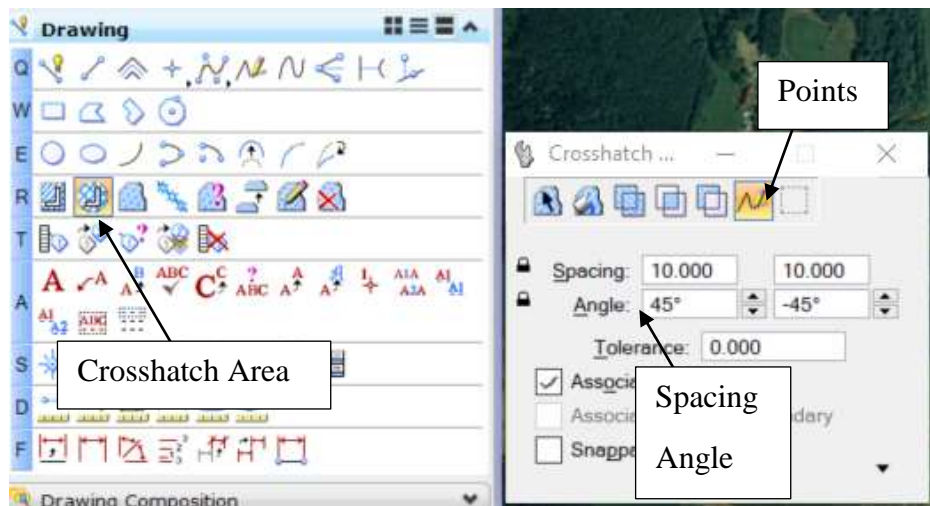 Drawing
Q
W
E
R
T
A
S
D
F
Crosshatch Area
Drawing Composition
Points
Crosshatch ...
Spacing: 10.000 10.000
Angle: 45° -45°
Tolerance: 0.000
Associa
Associa
dary
Snappa
Spacing
Angle